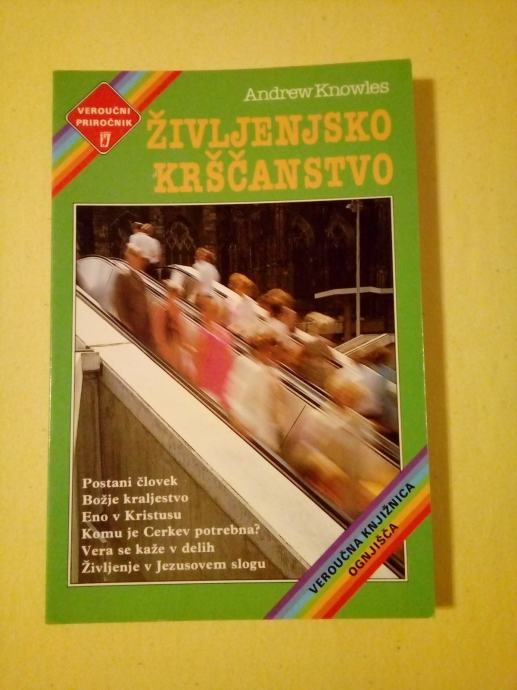 VEROUČNI
PRIROČNIK
Andrew Knowles
ŽIVLJENJSKO
KRŠČANSTVO
Postani človek
Božje kraljestvo
Eno v Kristusu
Komu je Cerkev potrebna?
Vera se kaže v delih
Življenje v Jezusovem slogu
VEROUČNA KNJIŽNICA
OGNJIŠČA